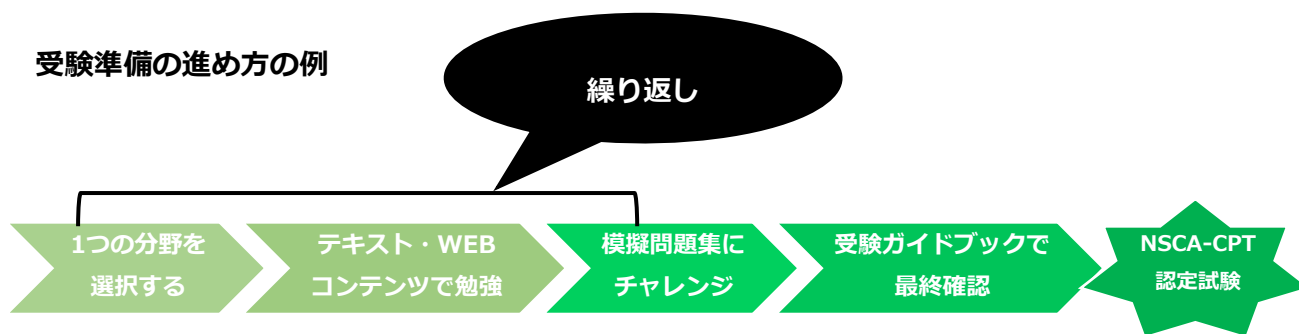 受験準備の進め方の例
繰り返し
1つの分野を
選択する
テキスト・WEB
コンテンツで勉強
模擬問題集に
チャレンジ
受験ガイドブックで
最終確認
NSCA-CPT
認定試験